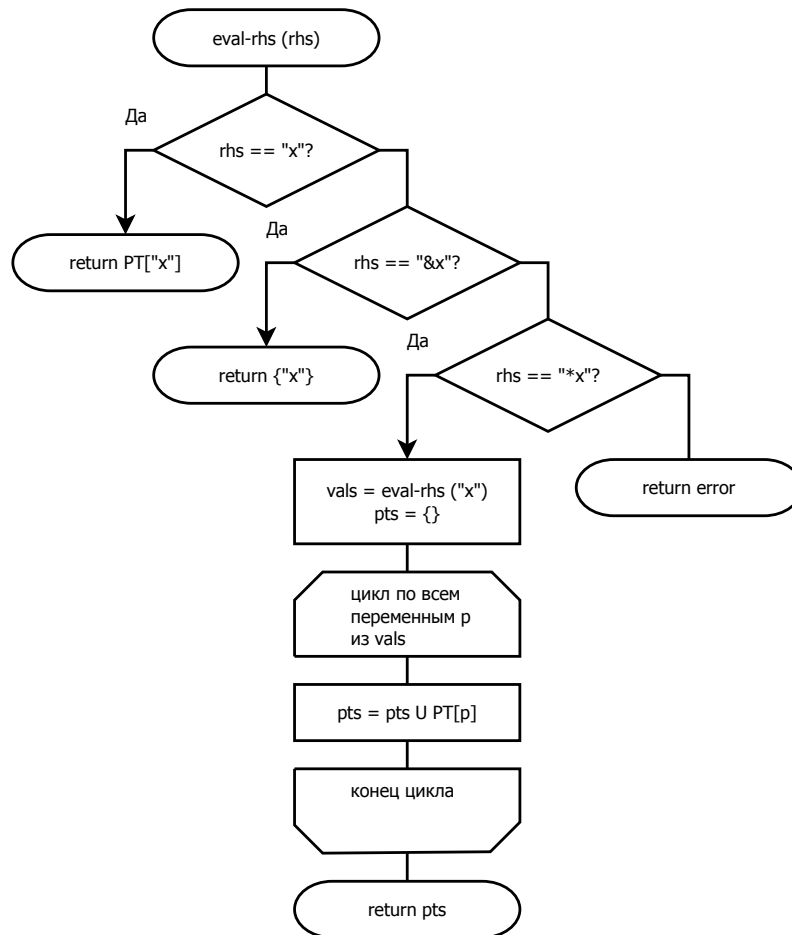 eval-rhs (rhs)
Да
rhs == "x"?
Да
return PT["x"]
rhs == "&x"?
Да
return {"x"}
rhs == "*x"?
vals = eval-rhs ("x")
pts = {}
return error
цикл по всем
переменным p
из vals
pts = pts U PT[p]
конец цикла
return pts